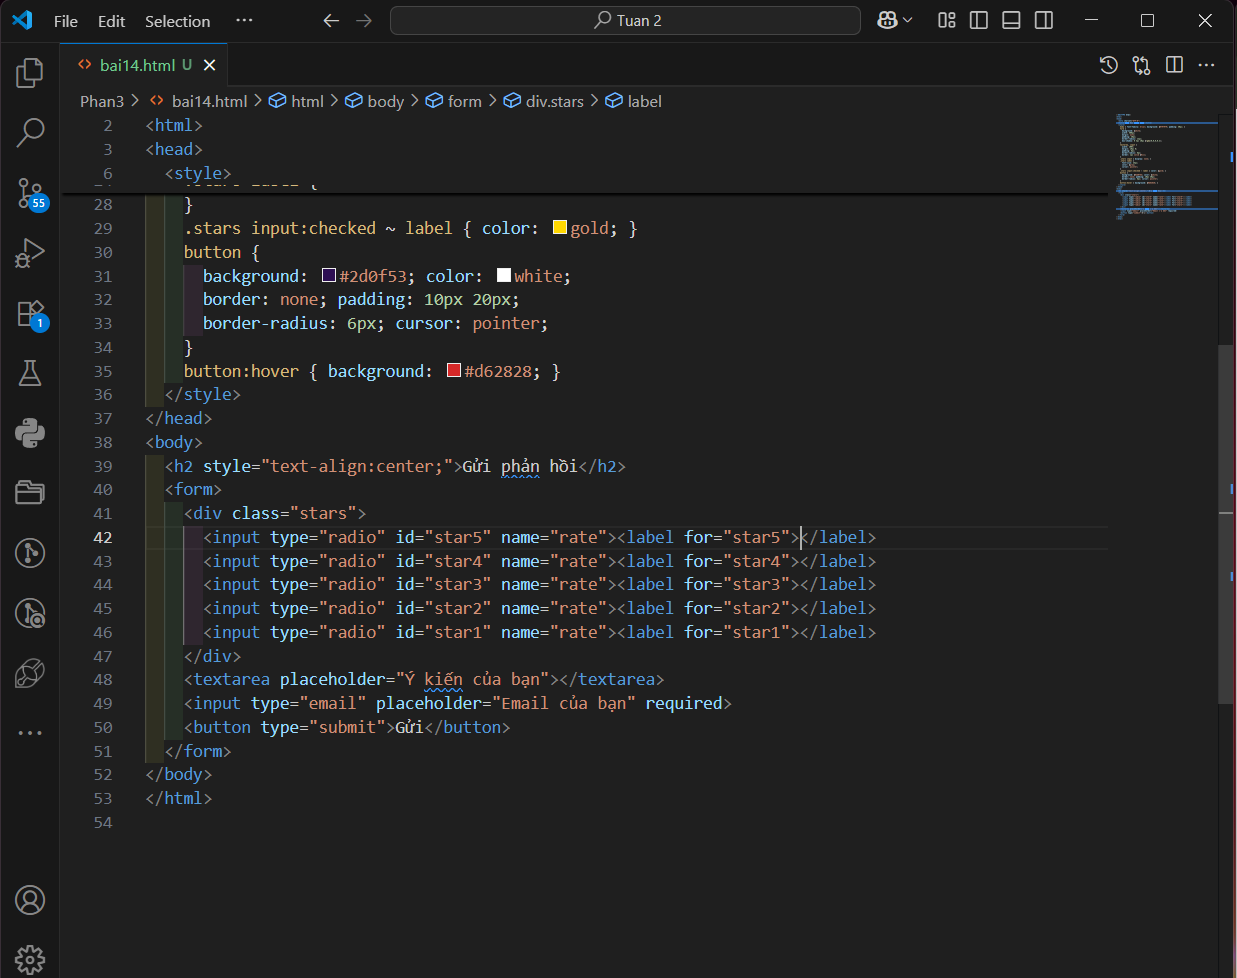 File Edit Selection ··· Tuan 2
bai14.html U
Phan3 > bai14.html > html > body > form > div.stars > label
2 <html>
3 <head>
6 <style>
28 }
29 .stars input:checked ~ label { color: gold; }
30 button {
31 background: #2d0f53; color: white;
32 border: none; padding: 10px 20px;
33 border-radius: 6px; cursor: pointer;
34 }
35 button:hover { background: #d62828; }
36 </style>
37 </head>
38 <body>
39 <h2 style="text-align:center;">Gửi phản hồi</h2>
40 <form>
41 <div class="stars">
42 <input type="radio" id="star5" name="rate"><label for="star5"></label>
43 <input type="radio" id="star4" name="rate"><label for="star4"></label>
44 <input type="radio" id="star3" name="rate"><label for="star3"></label>
45 <input type="radio" id="star2" name="rate"><label for="star2"></label>
46 <input type="radio" id="star1" name="rate"><label for="star1"></label>
47 </div>
48 <textarea placeholder="Ý kiến của bạn"></textarea>
49 <input type="email" placeholder="Email của bạn" required>
50 <button type="submit">Gửi</button>
51 </form>
52 </body>
53 </html>
54
55
1